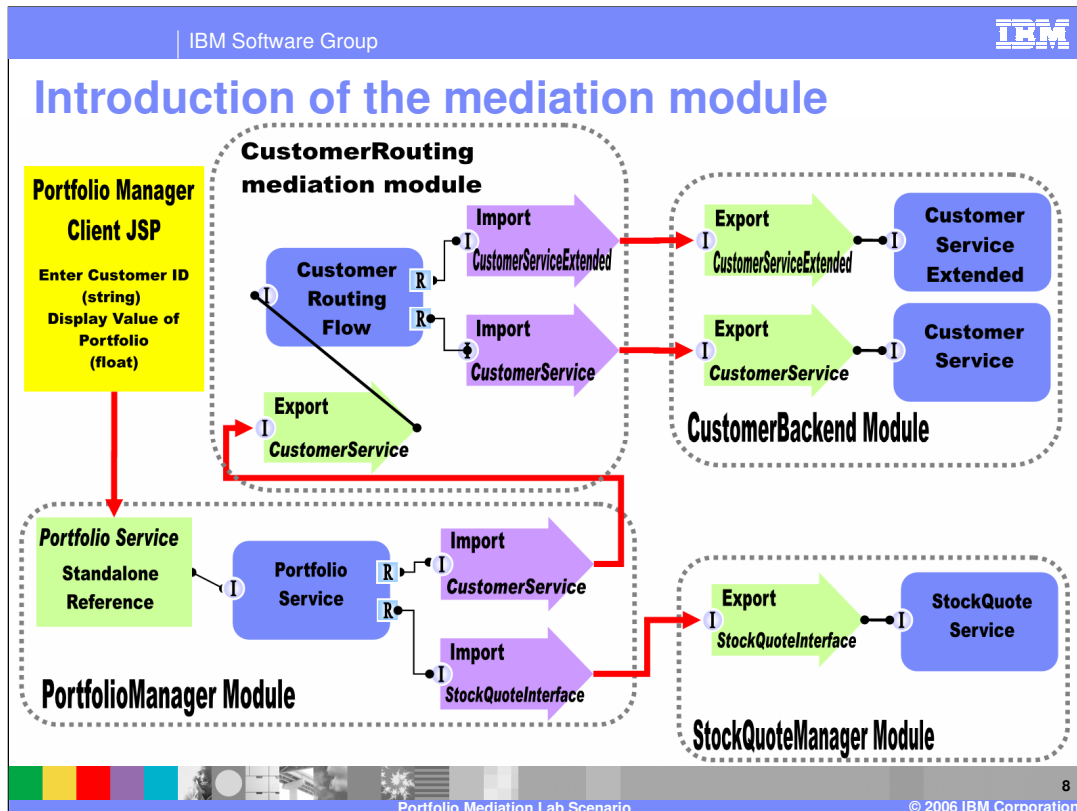 IBM Software Group
IBM
Introduction of the mediation module
CustomerRouting
mediation module
Portfolio Manager
Client JSP
Enter Customer ID
(string)
Display Value of
Portfolio
(float)
Customer
Routing
Flow
I
R
R
Import
I
CustomerServiceExtended
Import
I
CustomerService
Export
I
CustomerService
Export
I
CustomerServiceExtended
I
Customer
Service
Extended
Export
I
CustomerService
I
Customer
Service
CustomerBackend Module
Portfolio Service
Standalone
Reference
I
Portfolio
Service
R
R
Import
I
CustomerService
Import
I
StockQuoteInterface
PortfolioManager Module
Export
I
StockQuoteInterface
I
StockQuote
Service
StockQuoteManager Module
8
Portfolio Mediation Lab Scenario
© 2006 IBM Corporation